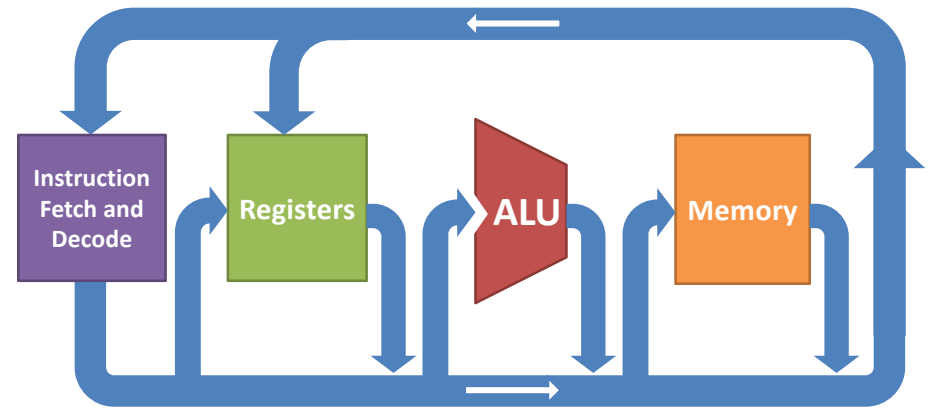 Instruction
Fetch and
Decode
Registers
ALU
Memory